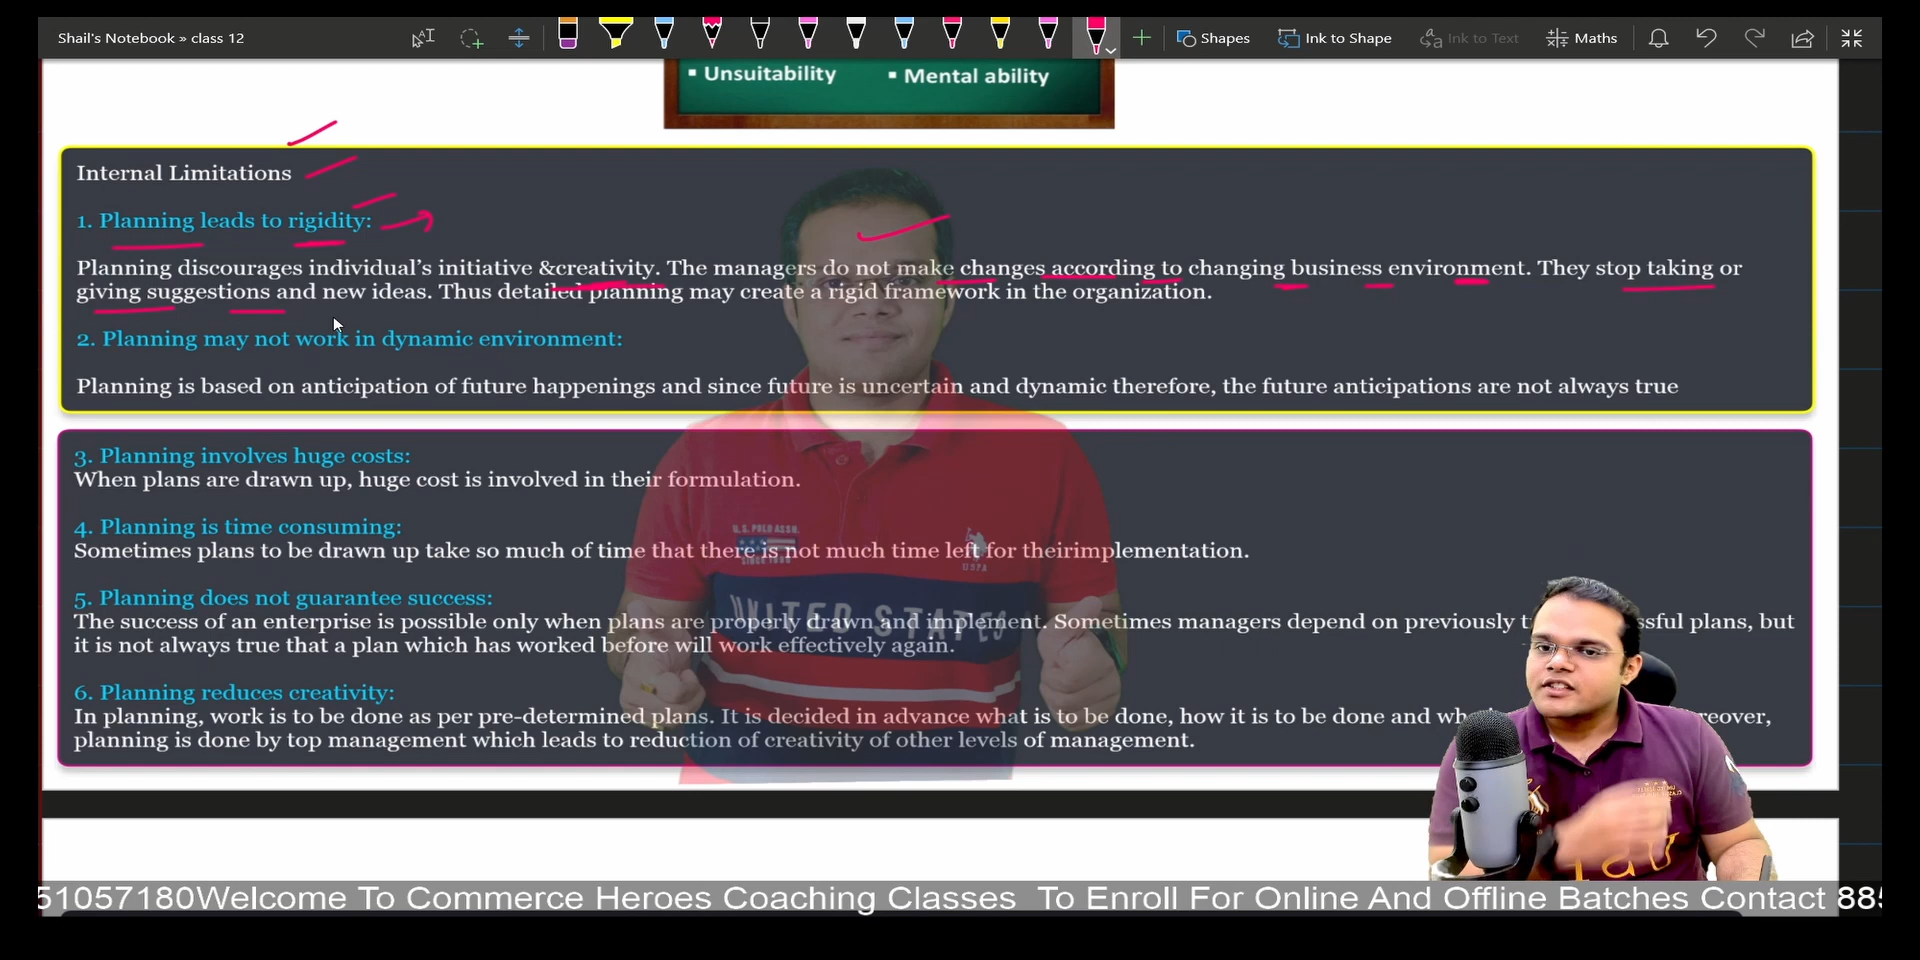 Shail's Notebook » class 12
Shapes
Ink to Shape
Ink to Text
Maths
▪ Unsuitability ▪ Mental ability
Internal Limitations
1. Planning leads to rigidity:
Planning discourages individual's initiative &creativity. The managers do not make changes according to changing business environment. They stop taking or
giving suggestions and new ideas. Thus detailed planning may create a rigid framework in the organization.
2. Planning may not work in dynamic environment:
Planning is based on anticipation of future happenings and since future is uncertain and dynamic therefore, the future anticipations are not always true
3. Planning involves huge costs:
When plans are drawn up, huge cost is involved in their formulation.
4. Planning is time consuming:
Sometimes plans to be drawn up take so much of time that there is not much time left for theirimplementation.
U.S. POLO ASSN.
USPA
5. Planning does not guarantee success:
The success of an enterprise is possible only when plans are properly drawn and implement. Sometimes managers depend on previously ssful plans, but
UNITED STATES
it is not always true that a plan which has worked before will work effectively again.
6. Planning reduces creativity:
In planning, work is to be done as per pre-determined plans. It is decided in advance what is to be done, how it is to be done and reover,
planning is done by top management which leads to reduction of creativity of other levels of management.
51057180Welcome To Commerce Heroes Coaching Classes To Enroll For Online And Offline Batches Contact 885